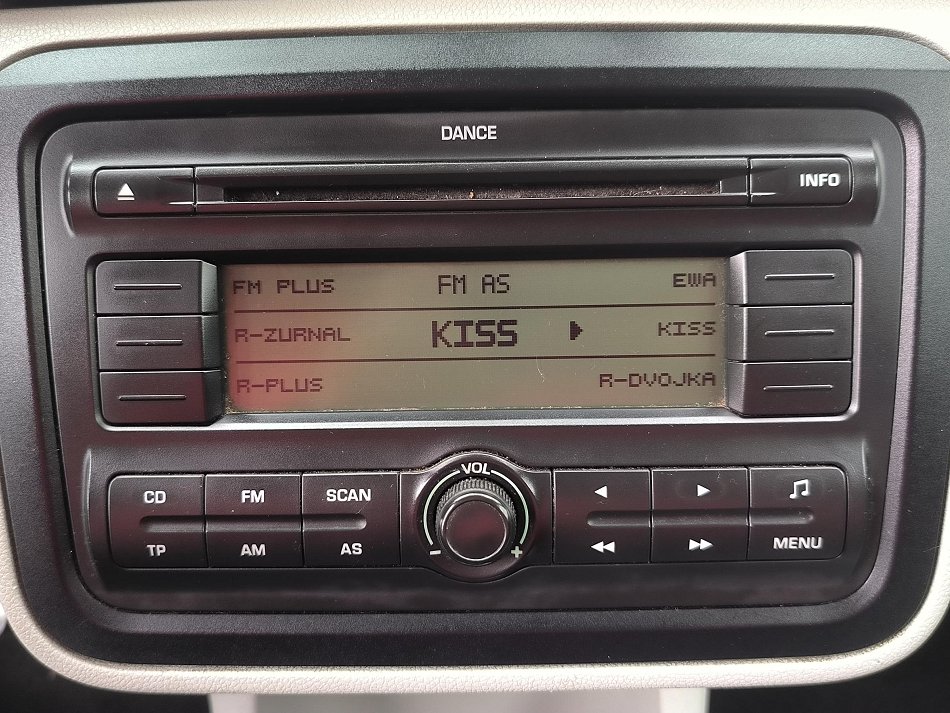 DANCE
INFO
FM PLUS FM AS EWA
R-ZURNAL KISS KISS
R-PLUS R-DVOJKA
VOL
CD FM SCAN
TP AM AS - + MENU